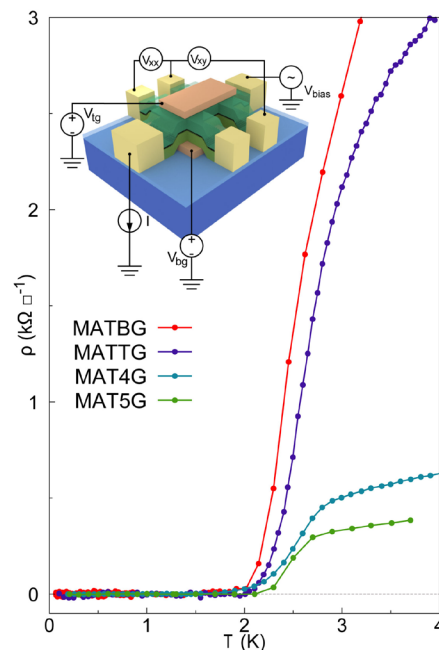 3
2
1
0
ρ (kΩ □⁻¹)
V_xx
V_xy
~
V_bias
V_tg
+
-
I
+
-
V_bg
MATBG
MATTG
MAT4G
MAT5G
0 1 2 3 4
T (K)